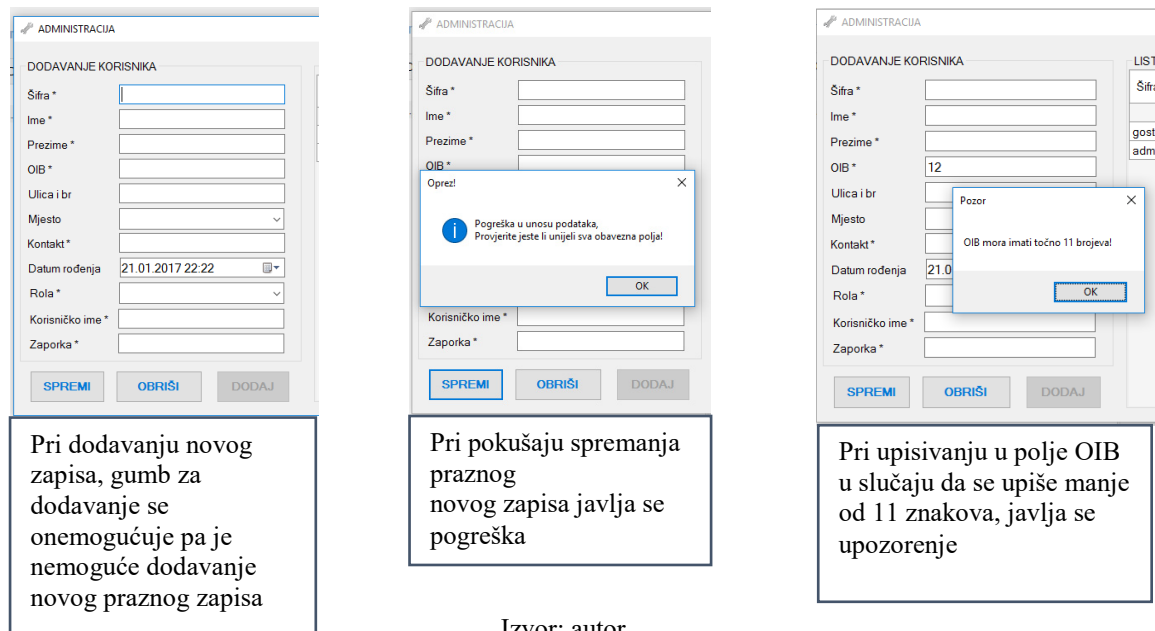 ADMINISTRACIJA
DODAVANJE KORISNIKA
Šifra *
Ime *
Prezime *
OIB *
Ulica i br
Mjesto
Kontakt *
Datum rođenja 21.01.2017 22:22
Rola *
Korisničko ime *
Zaporka *
SPREMI OBRIŠI DODAJ
Pri dodavanju novog
zapisa, gumb za
dodavanje se
onemogućuje pa je
nemoguće dodavanje
novog praznog zapisa
ADMINISTRACIJA
DODAVANJE KORISNIKA
Šifra *
Ime *
Prezime *
OIB *
Oprez!
Pogreška u unosu podataka,
Provjerite jeste li unijeli sva obavezna polja!
OK
Korisničko ime *
Zaporka *
SPREMI OBRIŠI DODAJ
Pri pokušaju spremanja
praznog
novog zapisa javlja se
pogreška
ADMINISTRACIJA
DODAVANJE KORISNIKA
Šifra *
Ime *
Prezime *
OIB * 12
Ulica i br
Mjesto
Kontakt *
Datum rođenja 21.0
Rola *
Korisničko ime *
Zaporka *
Pozor
OIB mora imati točno 11 brojeva!
OK
SPREMI OBRIŠI DODAJ
LIST
Šifra
gost
adm
Pri upisivanju u polje OIB
u slučaju da se upiše manje
od 11 znakova, javlja se
upozorenje
Izvor: autor